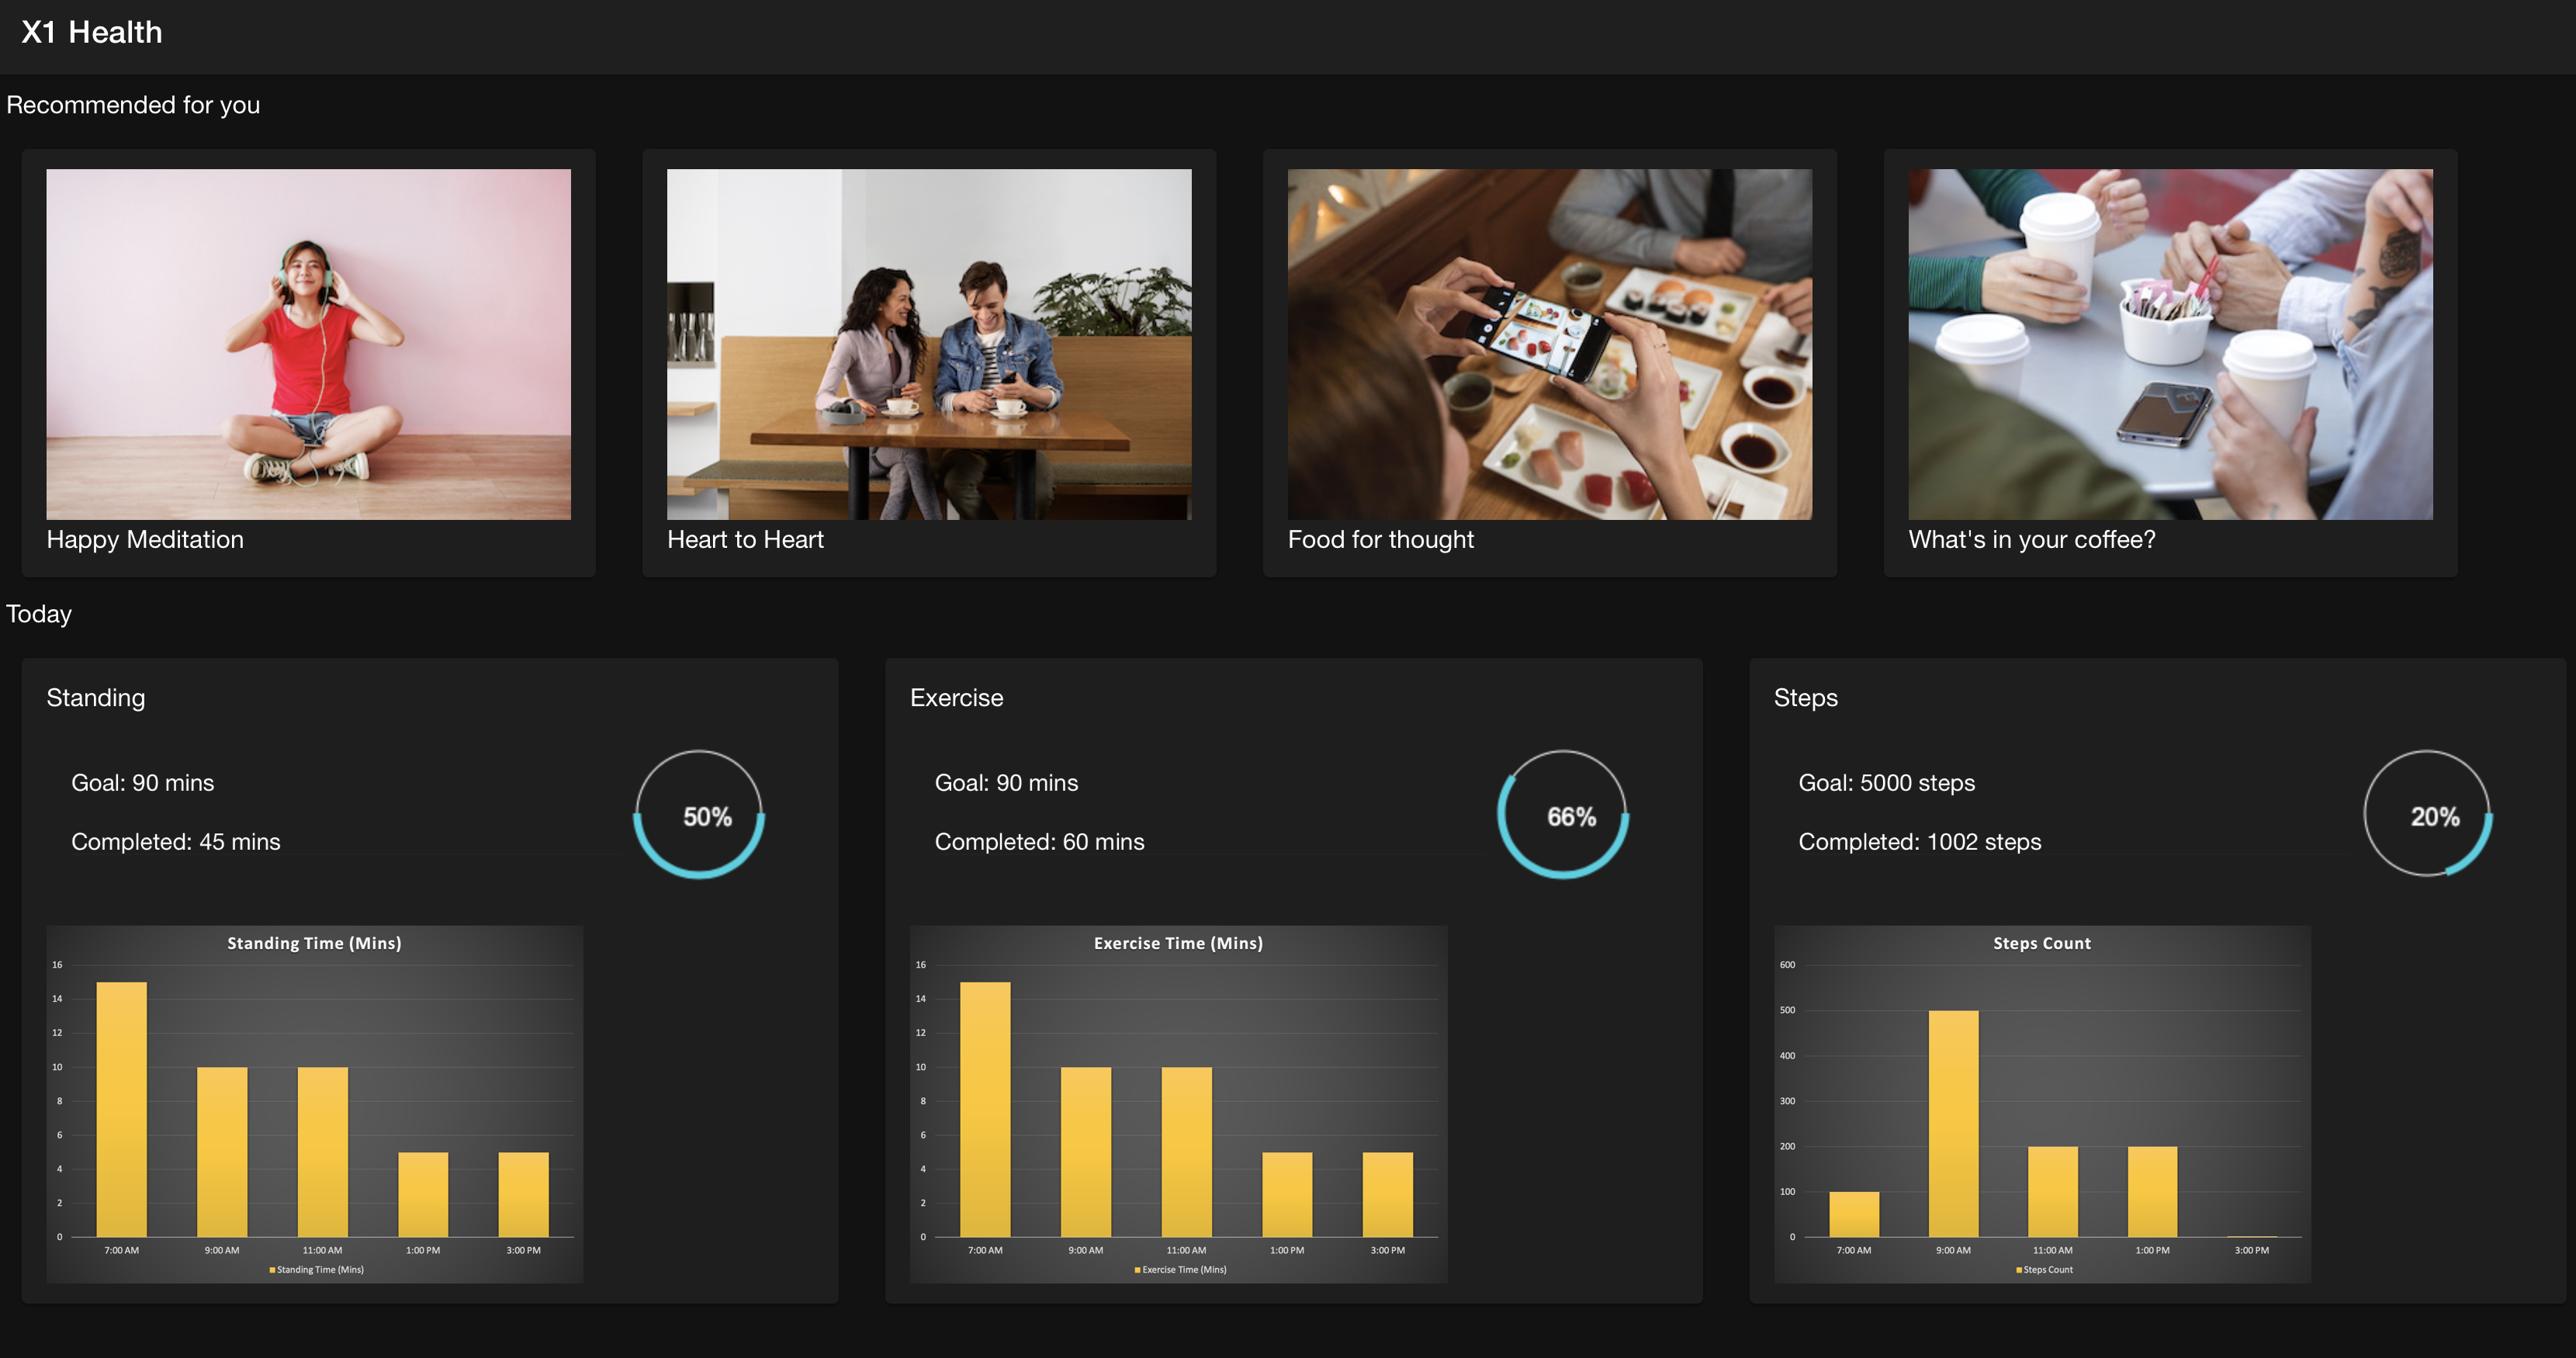 X1 Health
Recommended for you
Happy Meditation
Heart to Heart
Food for thought
What's in your coffee?
Today
Standing
Goal: 90 mins
Completed: 45 mins
50%
Standing Time (Mins)
16
14
12
10
8
6
4
2
0
7:00 AM 9:00 AM 11:00 AM 1:00 PM 3:00 PM
Standing Time (Mins)
Exercise
Goal: 90 mins
Completed: 60 mins
66%
Exercise Time (Mins)
16
14
12
10
8
6
4
2
0
7:00 AM 9:00 AM 11:00 AM 1:00 PM 3:00 PM
Exercise Time (Mins)
Steps
Goal: 5000 steps
Completed: 1002 steps
20%
Steps Count
600
500
400
300
200
100
0
7:00 AM 9:00 AM 11:00 AM 1:00 PM 3:00 PM
Steps Count